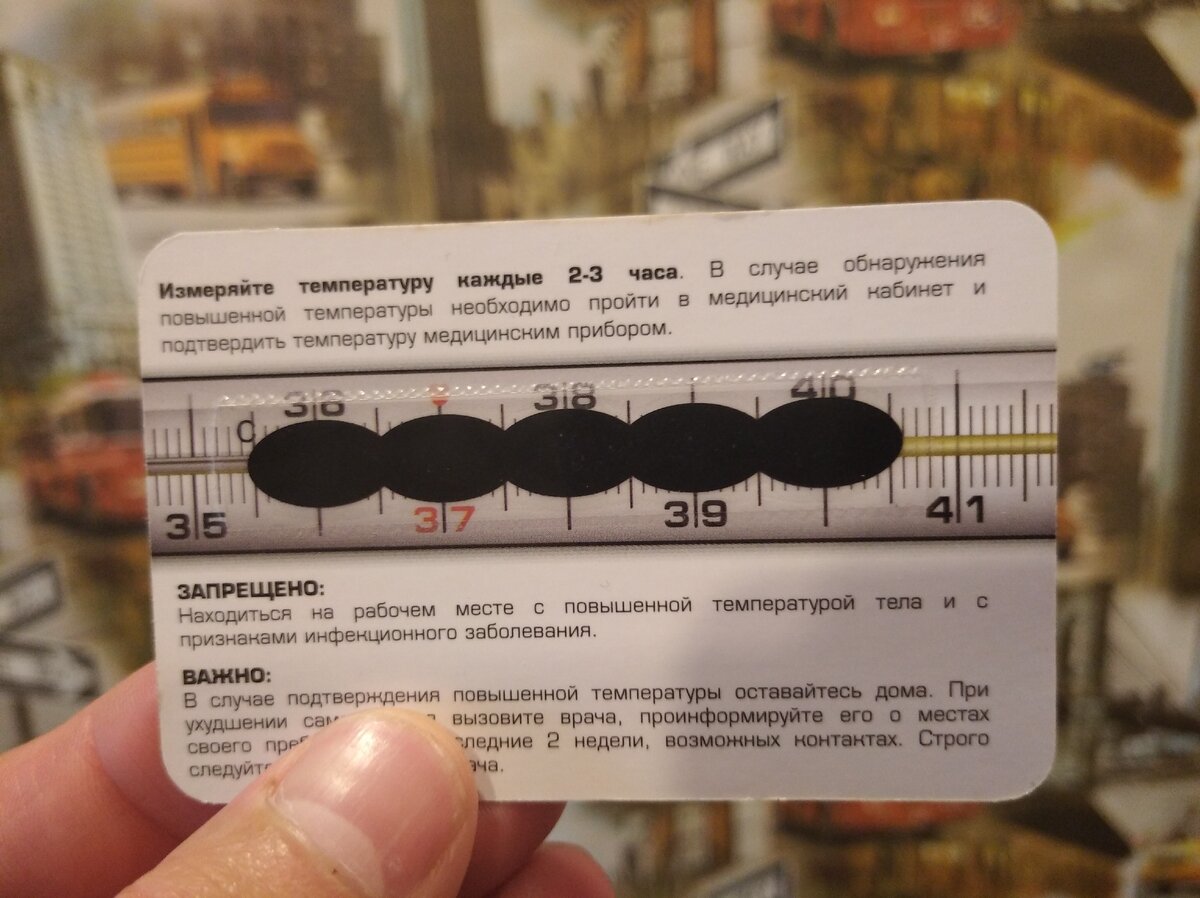 Измеряйте температуру каждые 2-3 часа. В случае обнаружения
повышенной температуры необходимо пройти в медицинский кабинет и
подтвердить температуру медицинским прибором.
36 38 40
C
35 37 39 41
ЗАПРЕЩЕНО:
Находиться на рабочем месте с повышенной температурой тела и с
признаками инфекционного заболевания.
ВАЖНО:
В случае подтверждения повышенной температуры оставайтесь дома. При
ухудшении вызовите врача, проинформируйте его о местах
своего 2 недели, возможных контактах. Строго